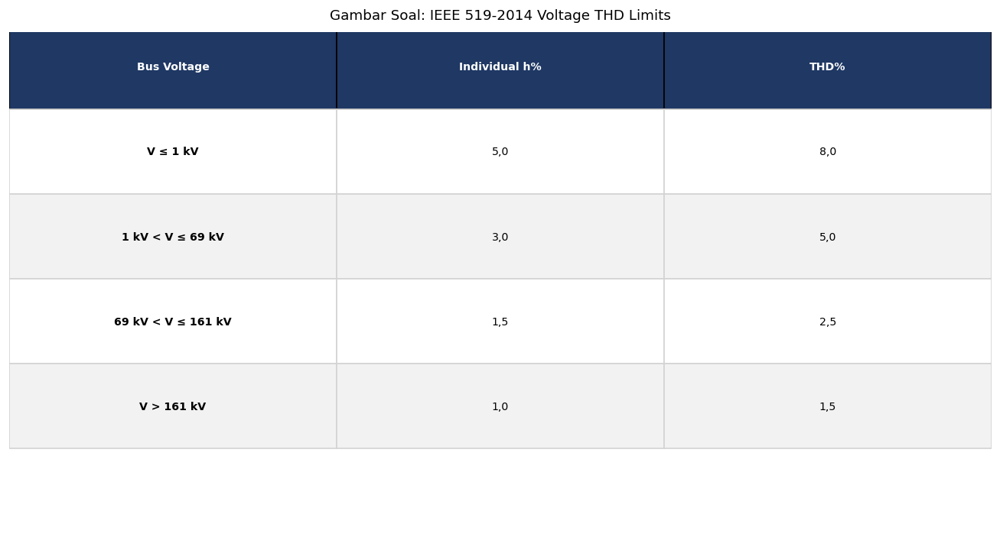 Gambar Soal: IEEE 519-2014 Voltage THD Limits
Bus Voltage Individual h% THD%
V ≤ 1 kV 5,0 8,0
1 kV < V ≤ 69 kV 3,0 5,0
69 kV < V ≤ 161 kV 1,5 2,5
V > 161 kV 1,0 1,5